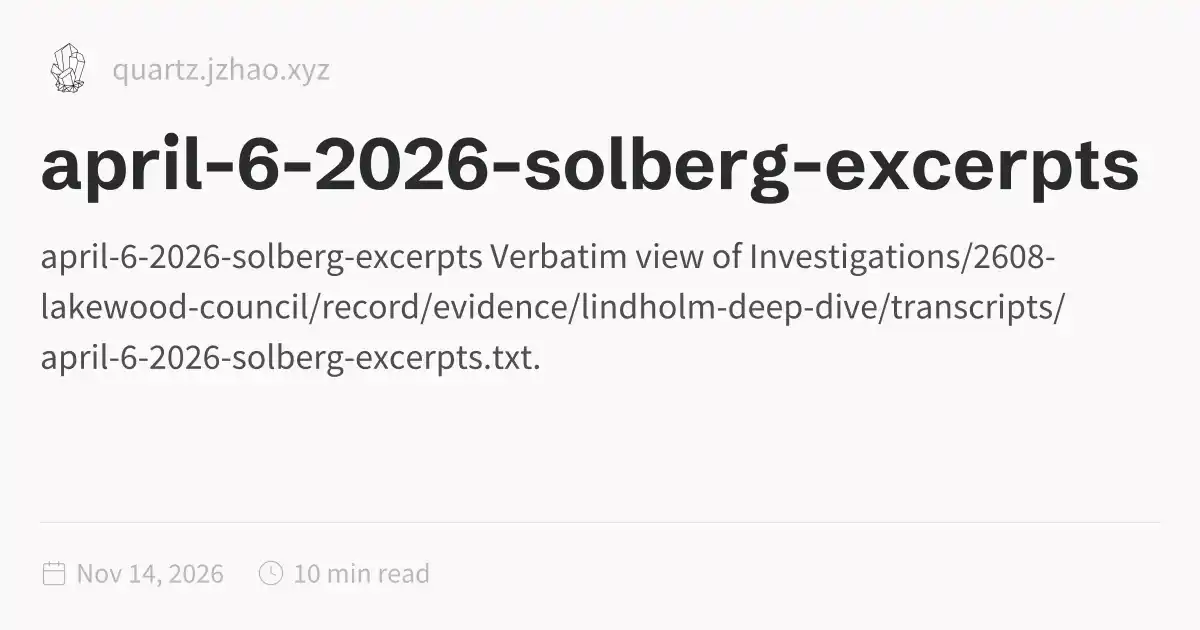 quartz.jzhao.xyz
april-6-2026-solberg-excerpts
april-6-2026-solberg-excerpts Verbatim view of Investigations/2608-
lakewood-council/record/evidence/lindholm-deep-dive/transcripts/
april-6-2026-solberg-excerpts.txt.
Nov 14, 2026 10 min read